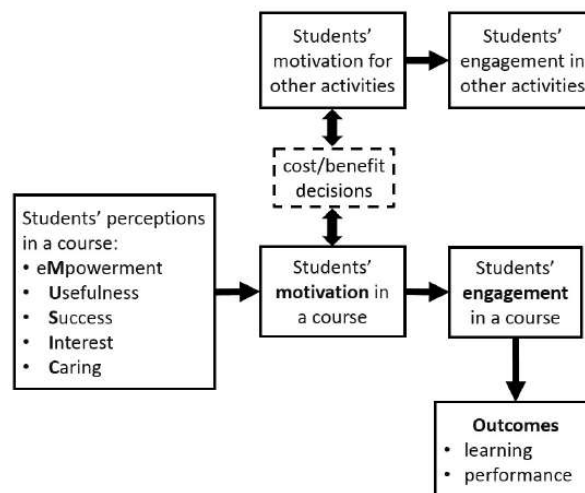 Students’
motivation for
other activities
Students’
engagement in
other activities
cost/benefit
decisions
Students’ perceptions
in a course:
• eMpowerment
• Usefulness
• Success
• Interest
• Caring
Students’
motivation in
a course
Students’
engagement
in a course
Outcomes
• learning
• performance